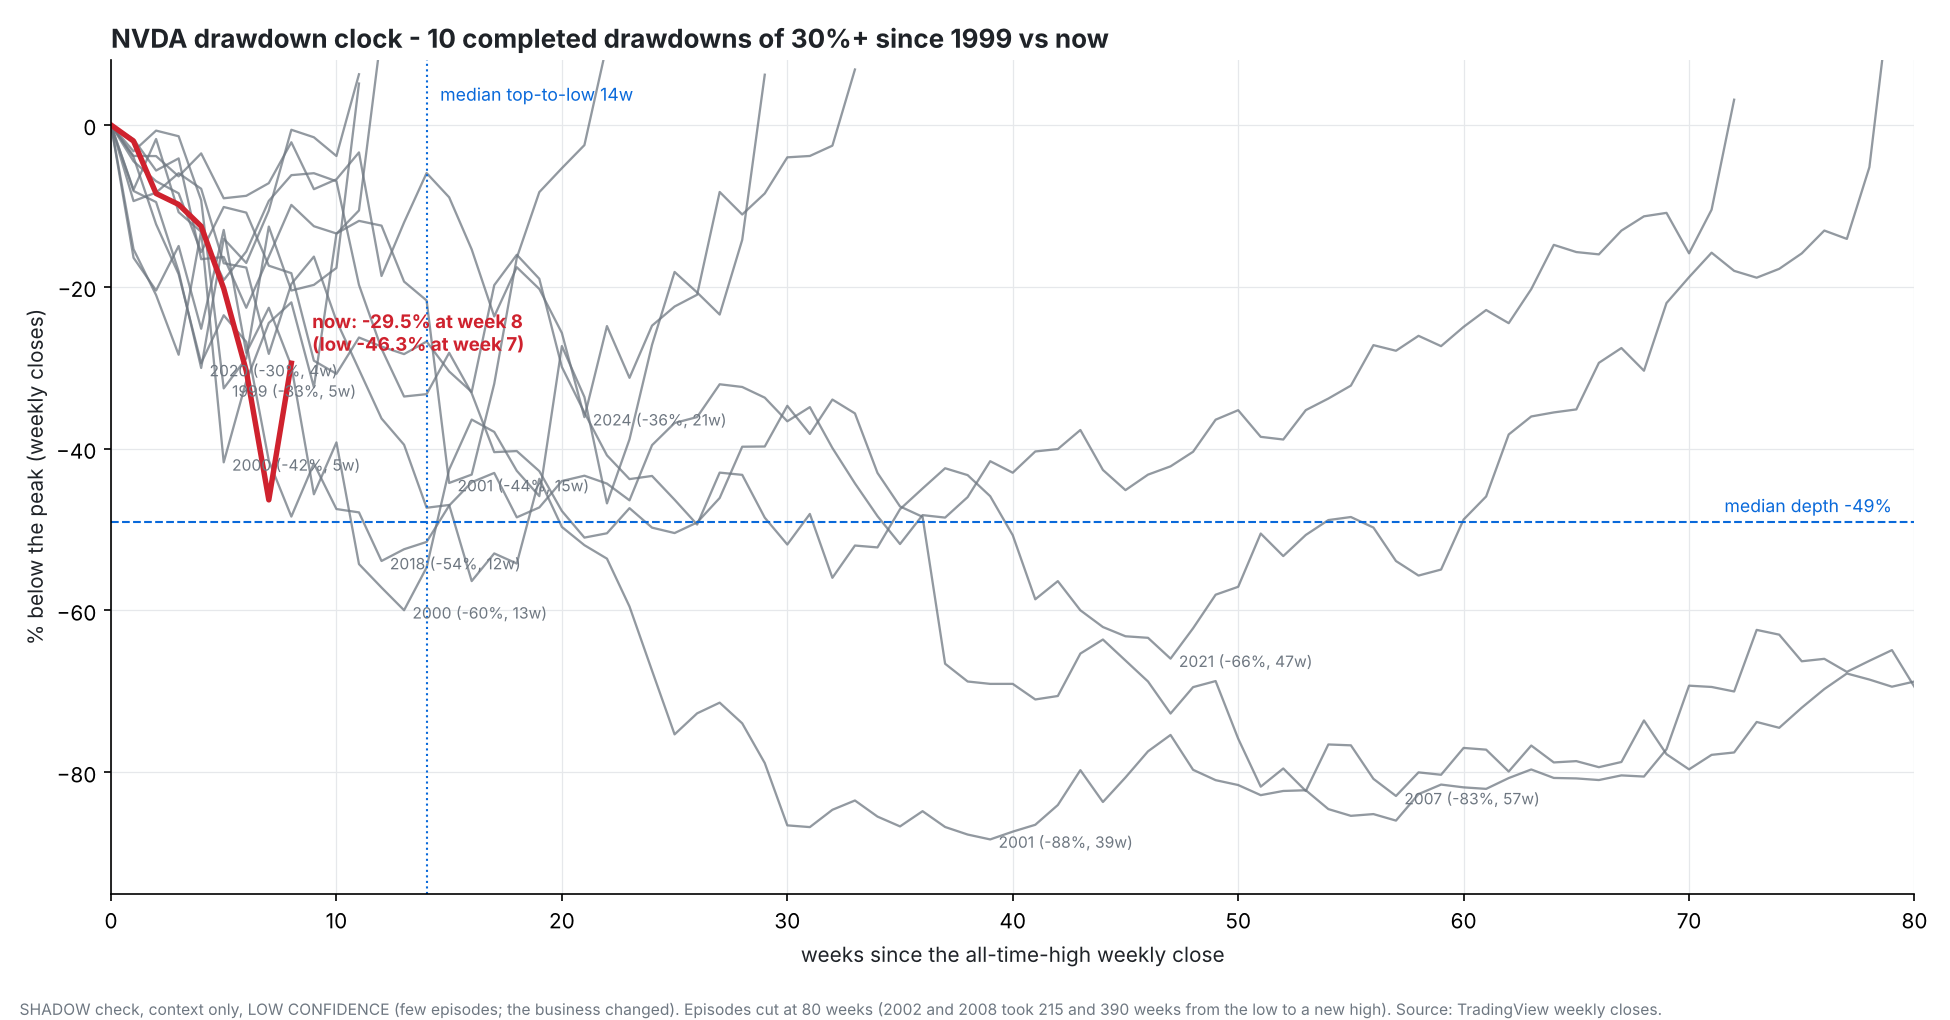 NVDA drawdown clock - 10 completed drawdowns of 30%+ since 1999 vs now
median top-to-low 14w
now: -29.5% at week 8
(low -46.3% at week 7)
2020 (-30%, 4w)
1999 (-33%, 5w)
2024 (-36%, 21w)
2000 (-42%, 5w)
2001 (-44%, 15w)
median depth -49%
2018 (-54%, 12w)
2000 (-60%, 13w)
2021 (-66%, 47w)
2007 (-83%, 57w)
2001 (-88%, 39w)
% below the peak (weekly closes)
0
−20
−40
−60
−80
0 10 20 30 40 50 60 70 80
weeks since the all-time-high weekly close
SHADOW check, context only, LOW CONFIDENCE (few episodes; the business changed). Episodes cut at 80 weeks (2002 and 2008 took 215 and 390 weeks from the low to a new high). Source: TradingView weekly closes.